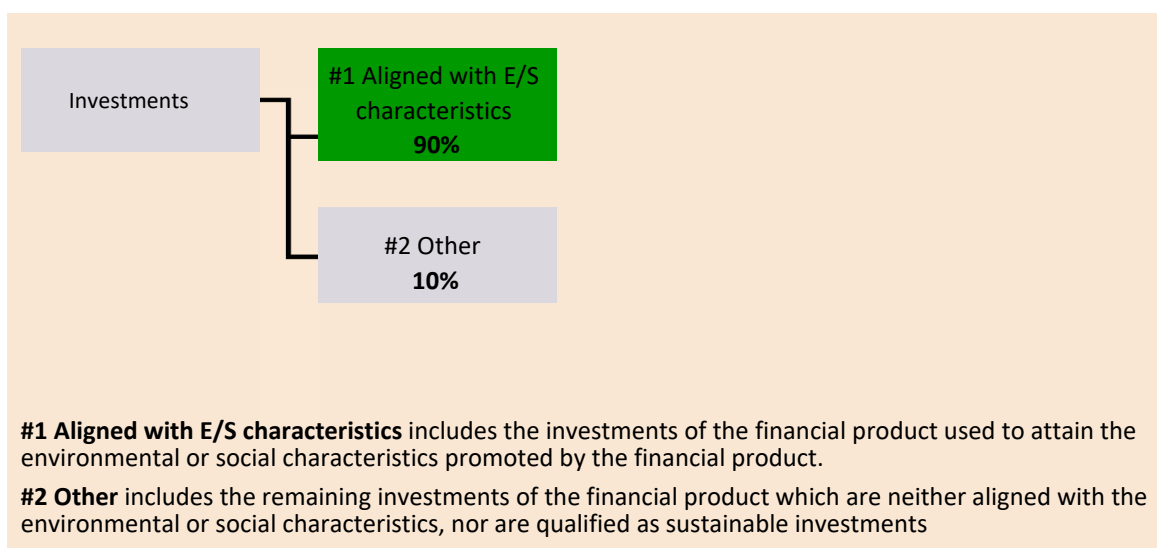 Investments
#1 Aligned with E/S
characteristics
90%
#2 Other
10%
#1 Aligned with E/S characteristics includes the investments of the financial product used to attain the
environmental or social characteristics promoted by the financial product.
#2 Other includes the remaining investments of the financial product which are neither aligned with the
environmental or social characteristics, nor are qualified as sustainable investments